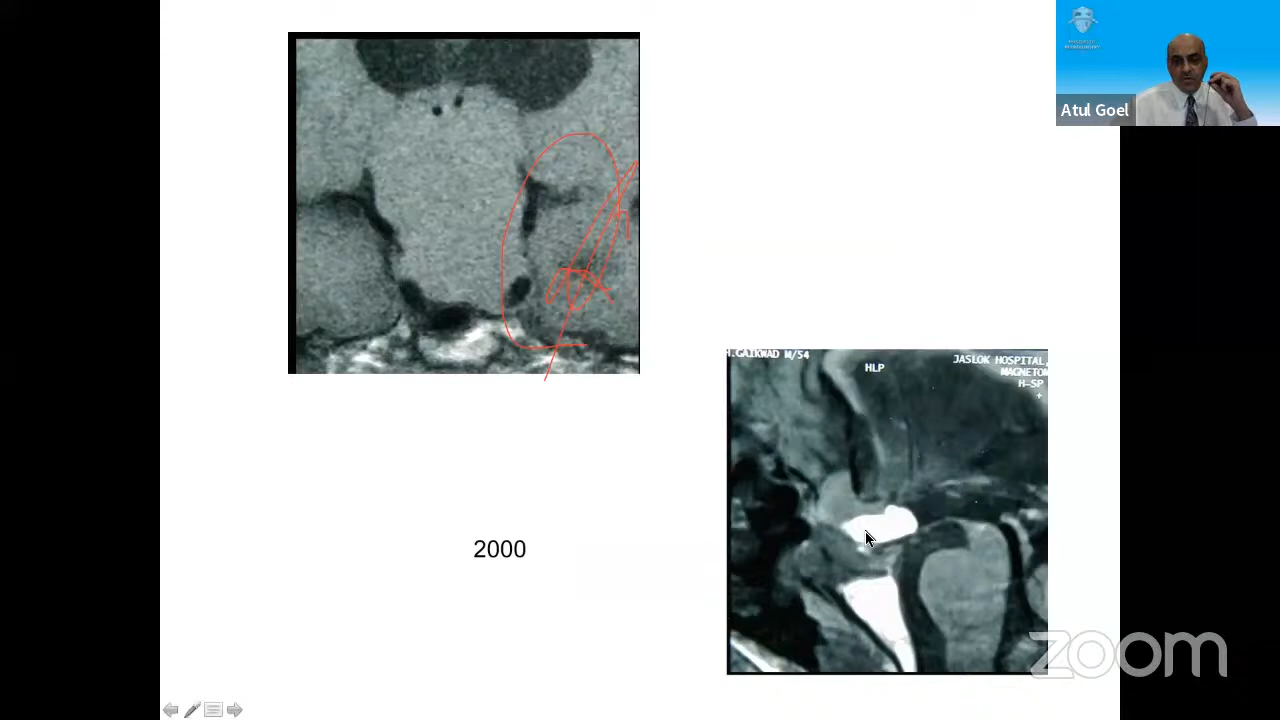 Atul Goel
H.GAIKWAD M/54
HLP
JASLOK HOSPITAL,
MAGNETOM
H-SP
+
2000
zoom